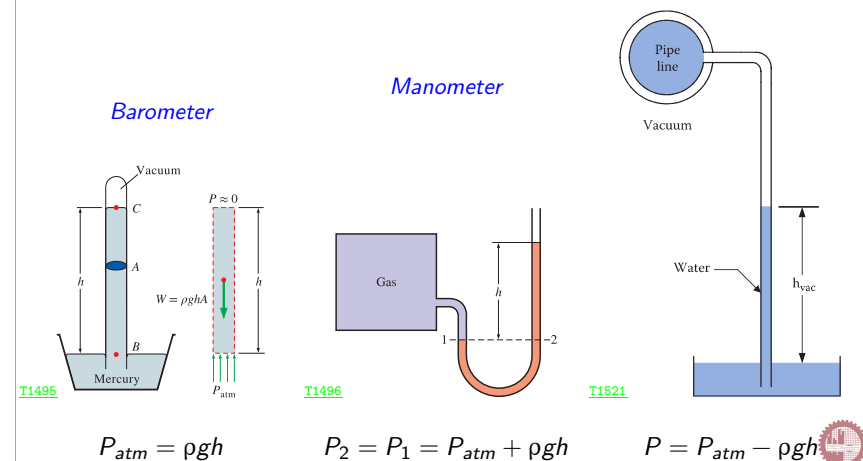 Barometer
Vacuum
C
P ≈ 0
h
A
h
W = ρghA
B
Mercury
P_atm
T1495
P_atm = ρgh
Manometer
Gas
h
1
2
T1496
P_2 = P_1 = P_atm + ρgh
Pipe
line
Vacuum
Water
h_vac
T1521
P = P_atm − ρgh